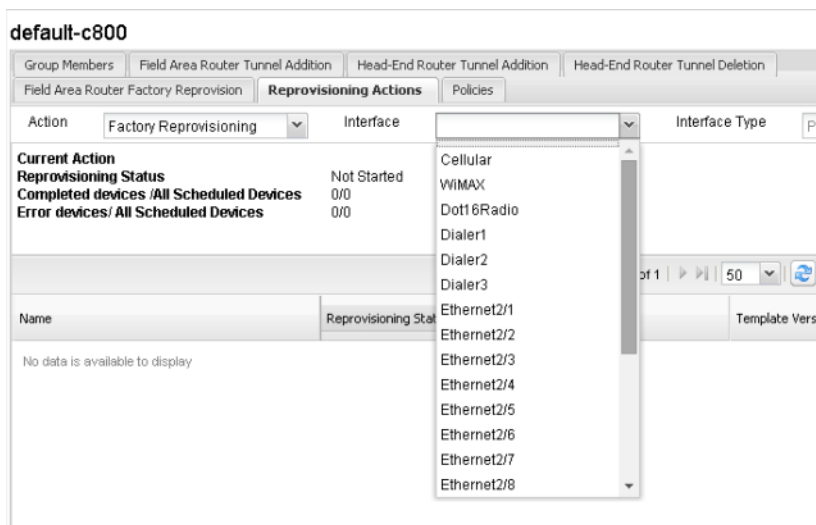 default-c800
Group Members Field Area Router Tunnel Addition Head-End Router Tunnel Addition Head-End Router Tunnel Deletion
Field Area Router Factory Reprovision Reprovisioning Actions Policies
Action Factory Reprovisioning Interface Interface Type P
Current Action
Reprovisioning Status Not Started
Completed devices /All Scheduled Devices 0/0
Error devices/ All Scheduled Devices 0/0
Cellular
WiMAX
Dot16Radio
Dialer1
Dialer2
Dialer3
Ethernet2/1
Ethernet2/2
Ethernet2/3
Ethernet2/4
Ethernet2/5
Ethernet2/6
Ethernet2/7
Ethernet2/8
of 1 50
Name Reprovisioning Stat Template Vers
No data is available to display